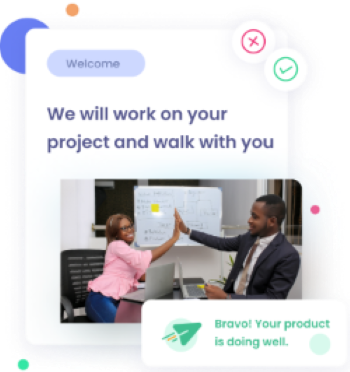 Welcome
We will work on your
project and walk with you
Bravo! Your product
is doing well.